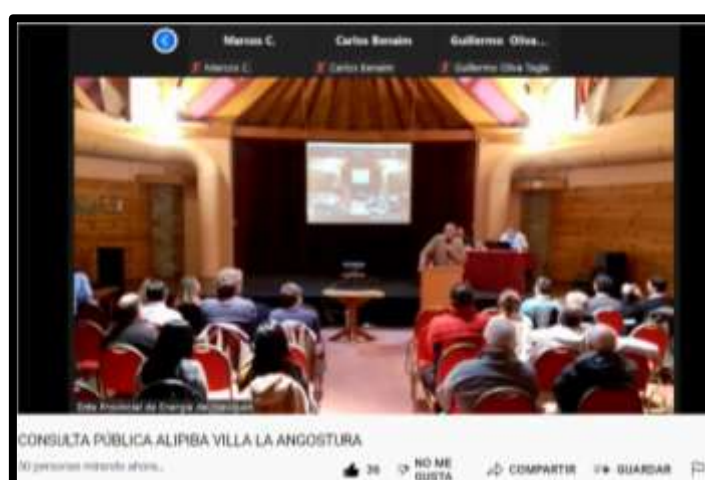 Marcos C. Carlos Benaim Guillermo Oliva...
Marcos C. Carlos Benaim Guillermo Oliva Tagle
Ente Provincial de Energía del Neuquén
CONSULTA PÚBLICA ALIPIBA VILLA LA ANGOSTURA
personas mirando ahora...
36 NO ME GUSTA COMPARTIR GUARDAR